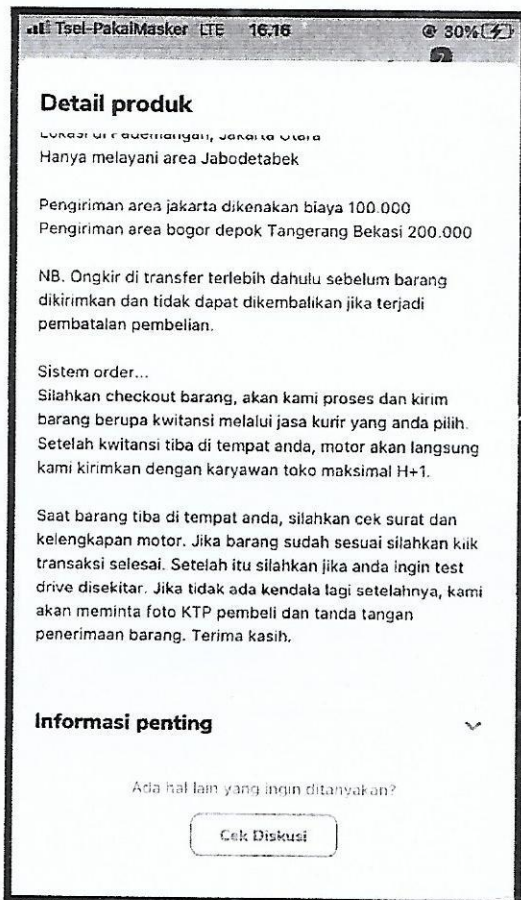 Tsel-PakaiMasker LTE 16.16 30%
Detail produk
Lokasi di Pademangan, Jakarta Utara
Hanya melayani area Jabodetabek
Pengiriman area jakarta dikenakan biaya 100.000
Pengiriman area bogor depok Tangerang Bekasi 200.000
NB. Ongkir di transfer terlebih dahulu sebelum barang
dikirimkan dan tidak dapat dikembalikan jika terjadi
pembatalan pembelian.
Sistem order...
Silahkan checkout barang, akan kami proses dan kirim
barang berupa kwitansi melalui jasa kurir yang anda pilih.
Setelah kwitansi tiba di tempat anda, motor akan langsung
kami kirimkan dengan karyawan toko maksimal H+1.
Saat barang tiba di tempat anda, silahkan cek surat dan
kelengkapan motor. Jika barang sudah sesuai silahkan klik
transaksi selesai. Setelah itu silahkan jika anda ingin test
drive disekitar. Jika tidak ada kendala lagi setelahnya, kami
akan meminta foto KTP pembeli dan tanda tangan
penerimaan barang. Terima kasih.
Informasi penting
Ada hal lain yang ingin ditanyakan?
Cek Diskusi